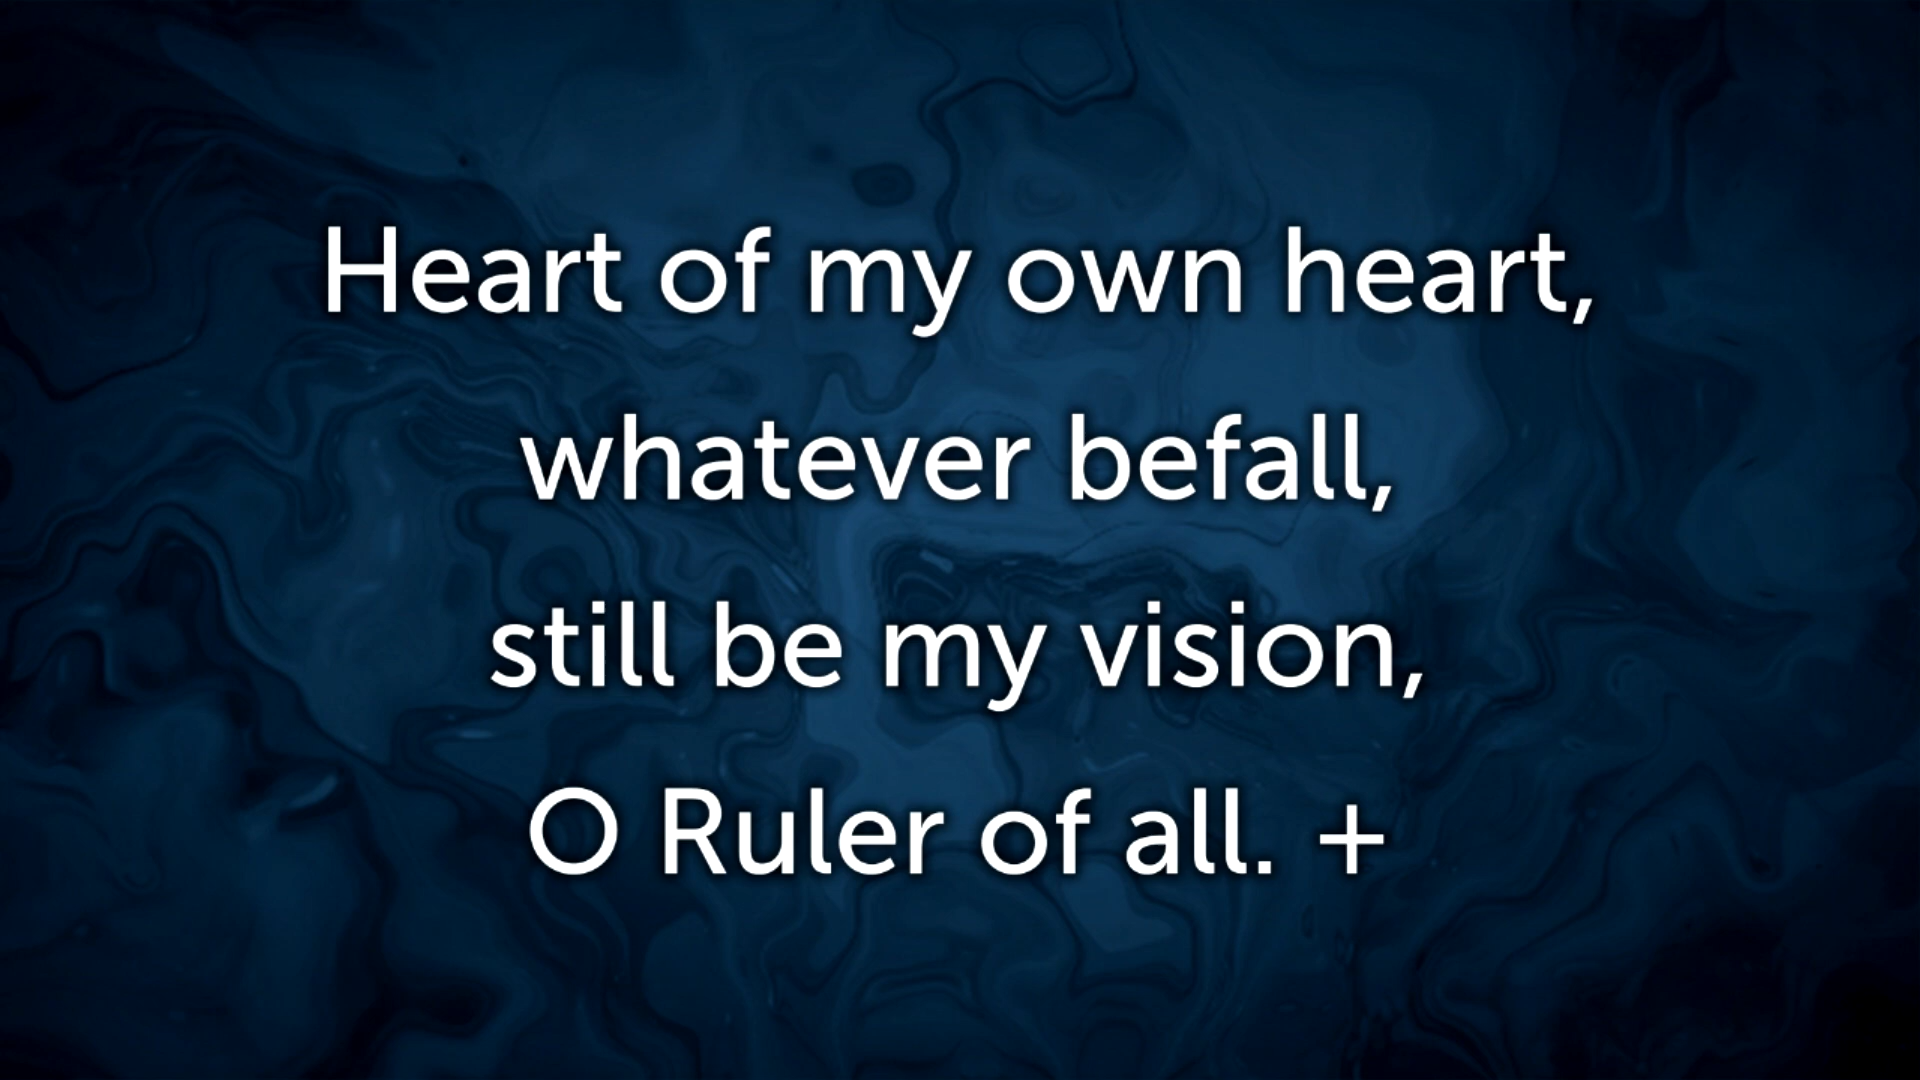 Heart of my own heart,
whatever befall,
still be my vision,
O Ruler of all. +